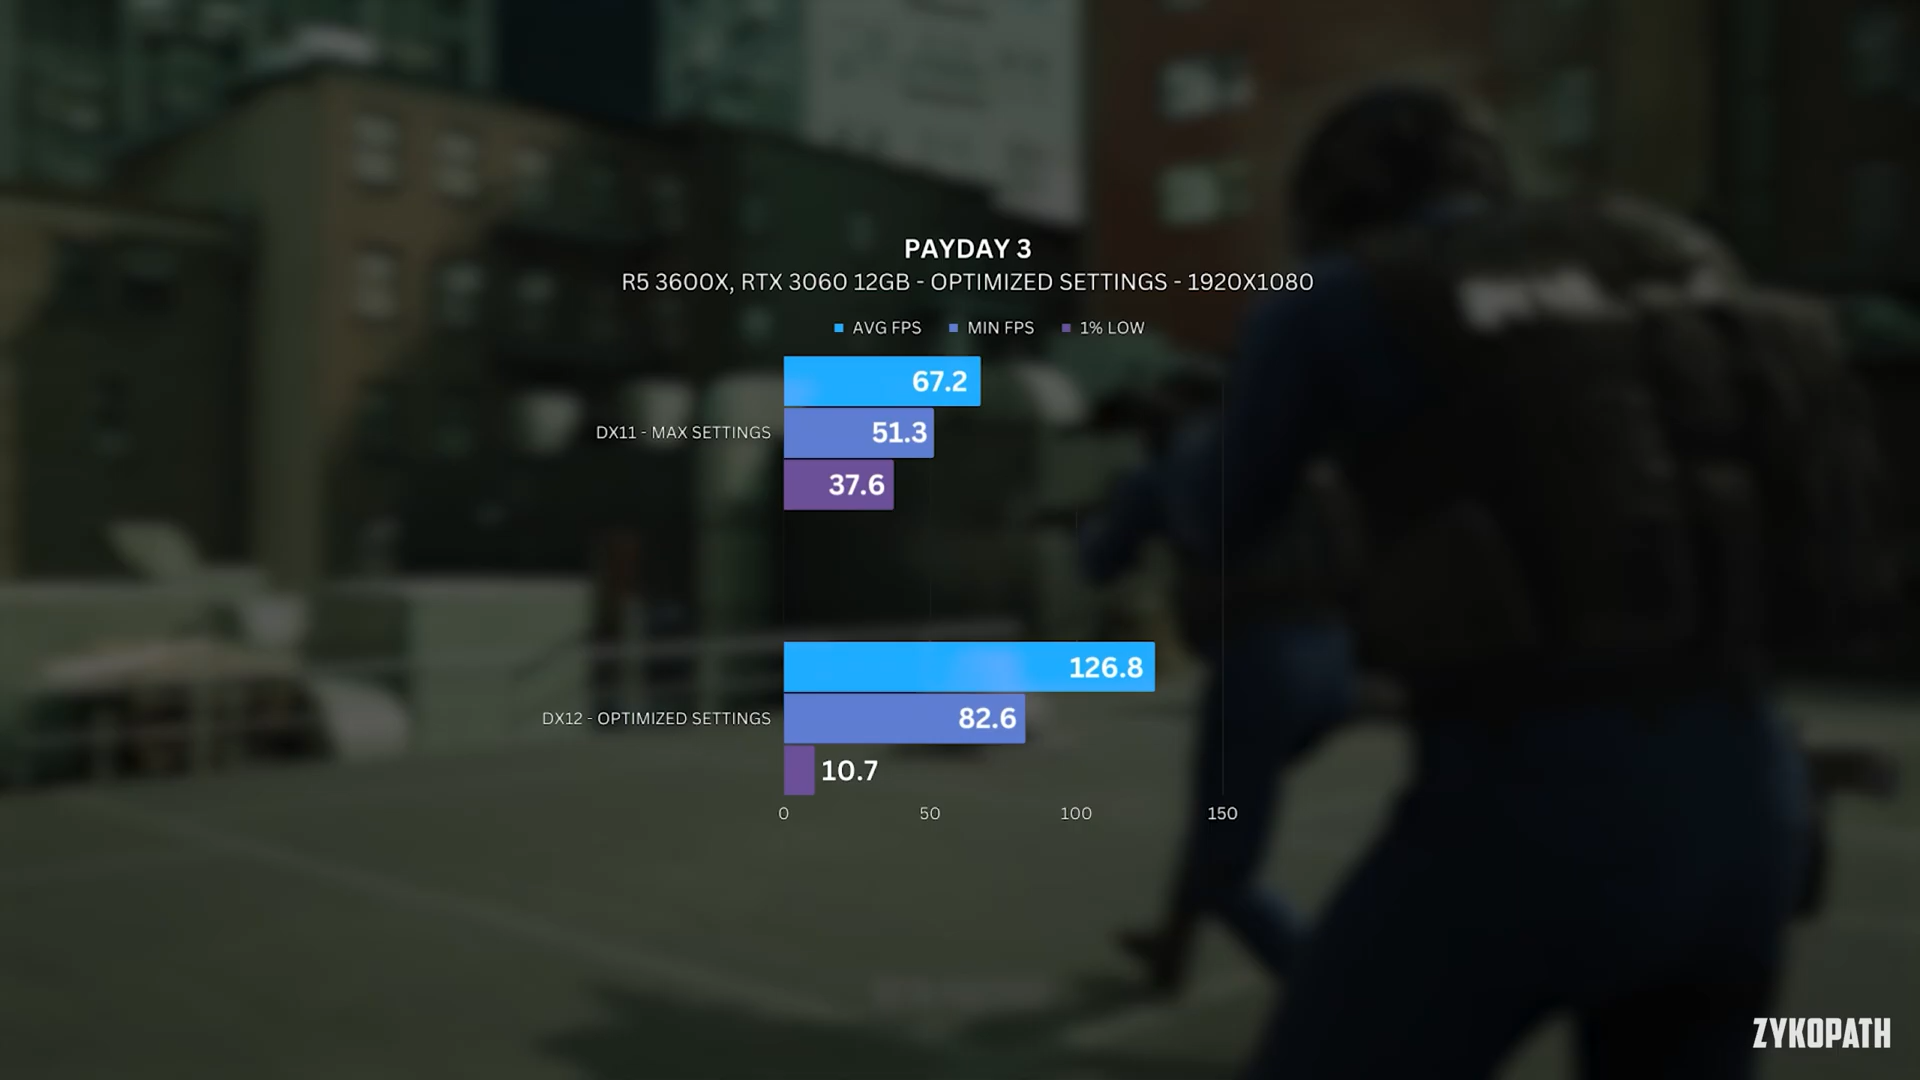 PAYDAY 3
R5 3600X, RTX 3060 12GB - OPTIMIZED SETTINGS - 1920X1080
AVG FPS MIN FPS 1% LOW
67.2
DX11 - MAX SETTINGS 51.3
37.6
126.8
DX12 - OPTIMIZED SETTINGS 82.6
10.7
0 50 100 150
ZYKOPATH